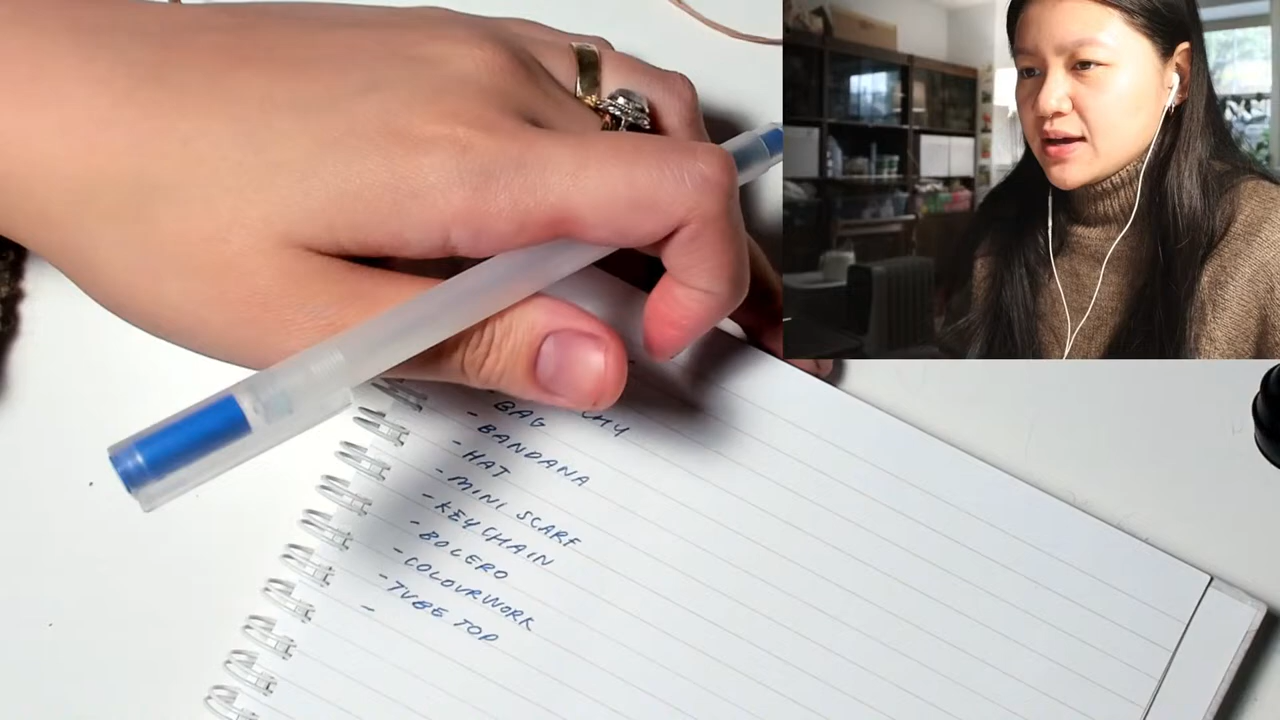 - BAG
- BANDANA
- HAT
- MINI SCARF
- KEYCHAIN
- BOLERO
- COLOURWORK
- TUBE TOP
-